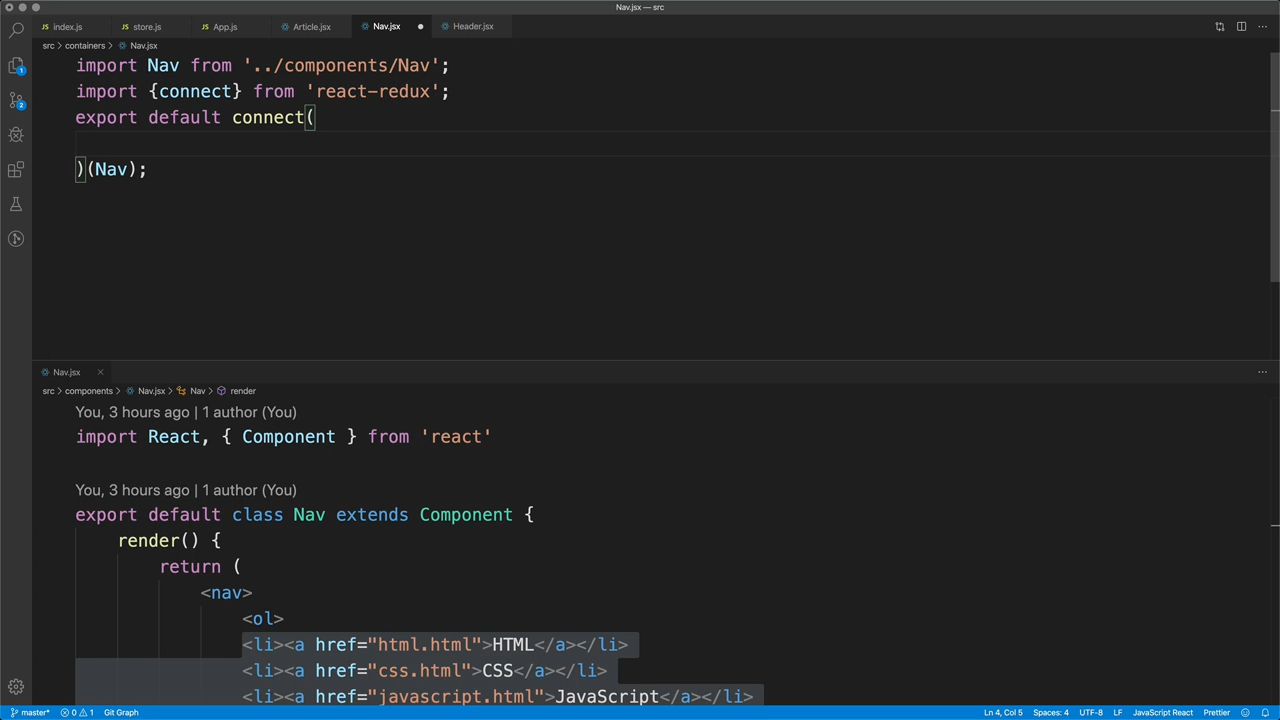 Nav.jsx — src
index.js
store.js
App.js
Article.jsx
Nav.jsx
Header.jsx
src > containers > Nav.jsx
import Nav from '../components/Nav';
import {connect} from 'react-redux';
export default connect(
)(Nav);
Nav.jsx
src > components > Nav.jsx > Nav > render
You, 3 hours ago | 1 author (You)
import React, { Component } from 'react'
You, 3 hours ago | 1 author (You)
export default class Nav extends Component {
render() {
return (
<nav>
<ol>
<li><a href="html.html">HTML</a></li>
<li><a href="css.html">CSS</a></li>
<li><a href="javascript.html">JavaScript</a></li>
master* 0 1 Git Graph Ln 4, Col 5 Spaces: 4 UTF-8 LF JavaScript React Prettier